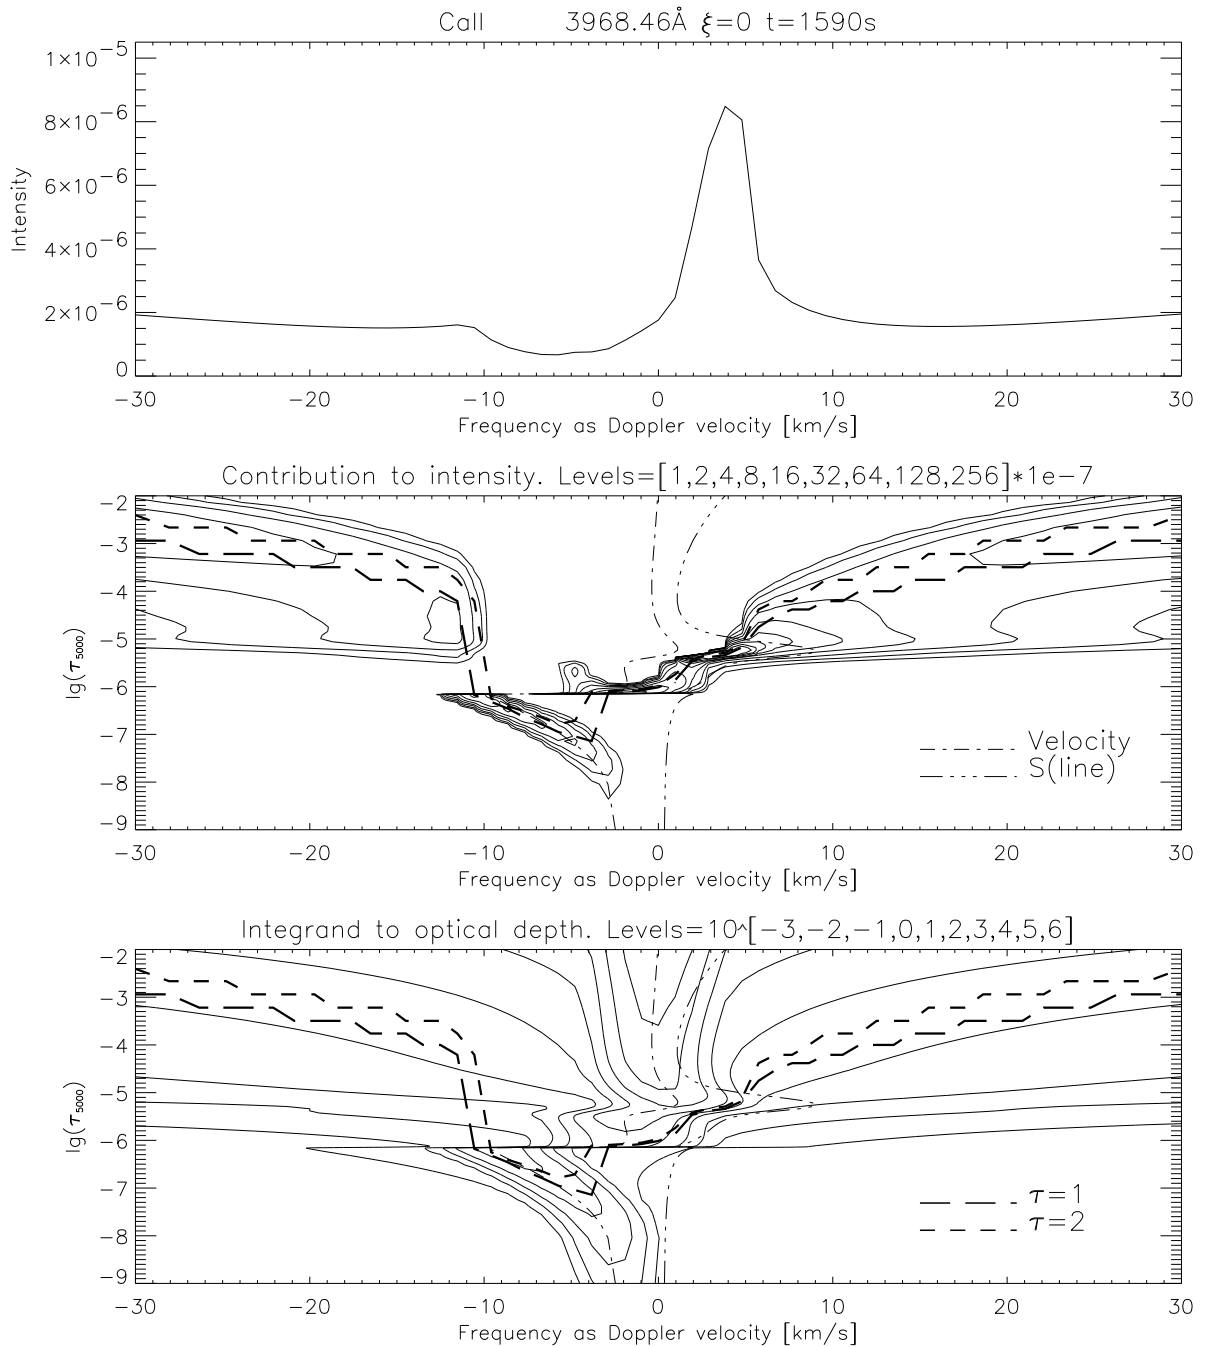 CaII 3968.46Å ξ=0 t=1590s
1×10⁻⁵
8×10⁻⁶
6×10⁻⁶
4×10⁻⁶
2×10⁻⁶
0
Intensity
−30 −20 −10 0 10 20 30
Frequency as Doppler velocity [km/s]
Contribution to intensity. Levels=[1,2,4,8,16,32,64,128,256]*1e−7
−2
−3
−4
−5
−6
−7
−8
−9
lg(τ₅₀₀₀)
Velocity
S(line)
−30 −20 −10 0 10 20 30
Frequency as Doppler velocity [km/s]
Integrand to optical depth. Levels=10^[−3,−2,−1,0,1,2,3,4,5,6]
−2
−3
−4
−5
−6
−7
−8
−9
lg(τ₅₀₀₀)
τ=1
τ=2
−30 −20 −10 0 10 20 30
Frequency as Doppler velocity [km/s]